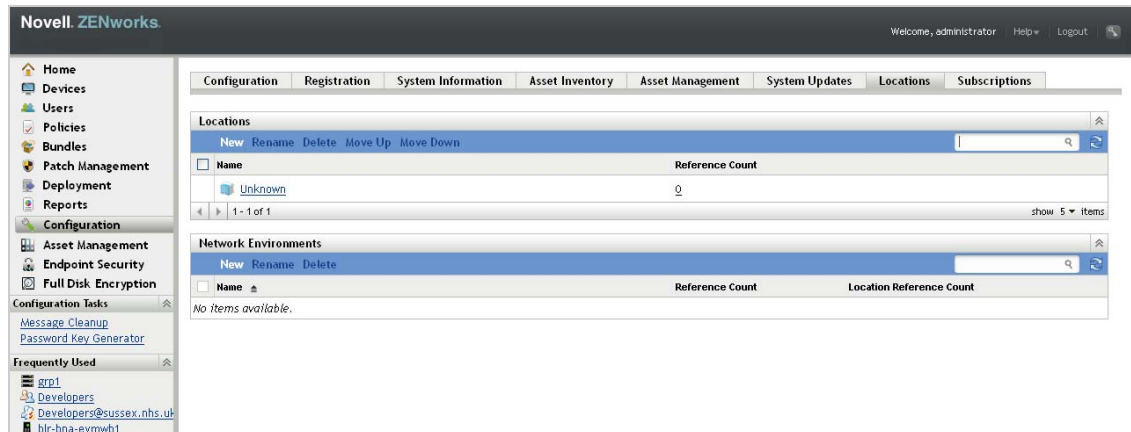 Novell. ZENworks.
Welcome, administrator Help Logout
Home
Devices
Users
Policies
Bundles
Patch Management
Deployment
Reports
Configuration
Asset Management
Endpoint Security
Full Disk Encryption
Configuration Tasks
Message Cleanup
Password Key Generator
Frequently Used
grp1
Developers
Developers@sussex.nhs.uk
blr-bna-evmwb1
Configuration Registration System Information Asset Inventory Asset Management System Updates Locations Subscriptions
Locations
New Rename Delete Move Up Move Down
Name Reference Count
Unknown 0
1 - 1 of 1 show 5 items
Network Environments
New Rename Delete
Name Reference Count Location Reference Count
No items available.